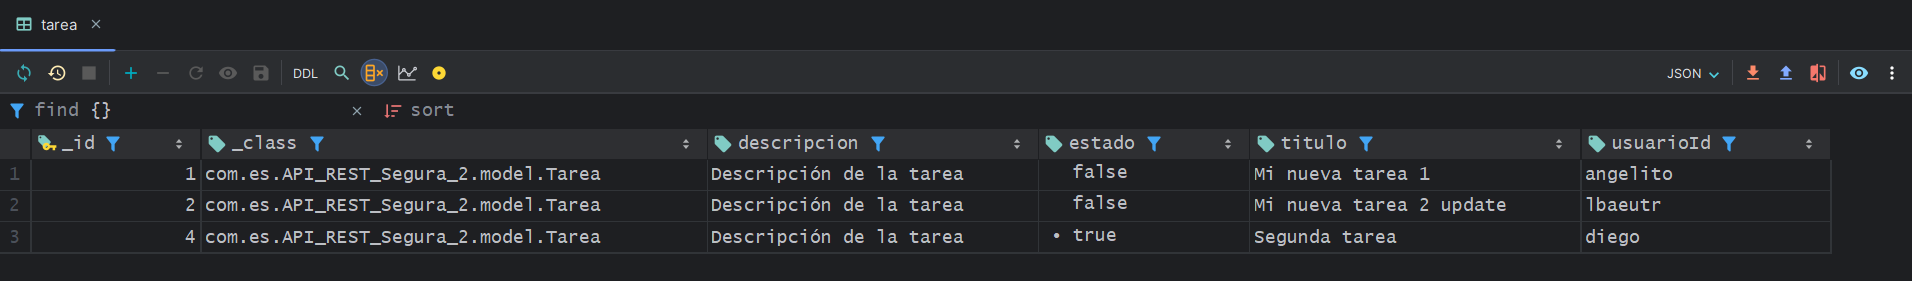 tarea
DDL JSON
find {} sort
_id _class descripcion estado titulo usuarioId
1 1 com.es.API_REST_Segura_2.model.Tarea Descripción de la tarea false Mi nueva tarea 1 angelito
2 2 com.es.API_REST_Segura_2.model.Tarea Descripción de la tarea false Mi nueva tarea 2 update lbaeutr
3 4 com.es.API_REST_Segura_2.model.Tarea Descripción de la tarea true Segunda tarea diego